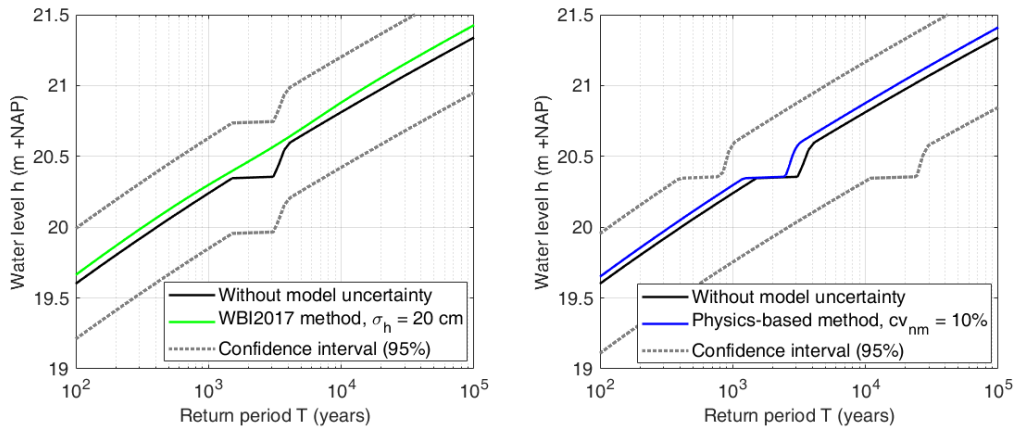 21.5
21
20.5
20
19.5
19
Water level h (m +NAP)
Without model uncertainty
WBI2017 method, σh = 20 cm
Confidence interval (95%)
10^2
10^3
10^4
10^5
Return period T (years)
21.5
21
20.5
20
19.5
19
Water level h (m +NAP)
Without model uncertainty
Physics-based method, cvnm = 10%
Confidence interval (95%)
10^2
10^3
10^4
10^5
Return period T (years)